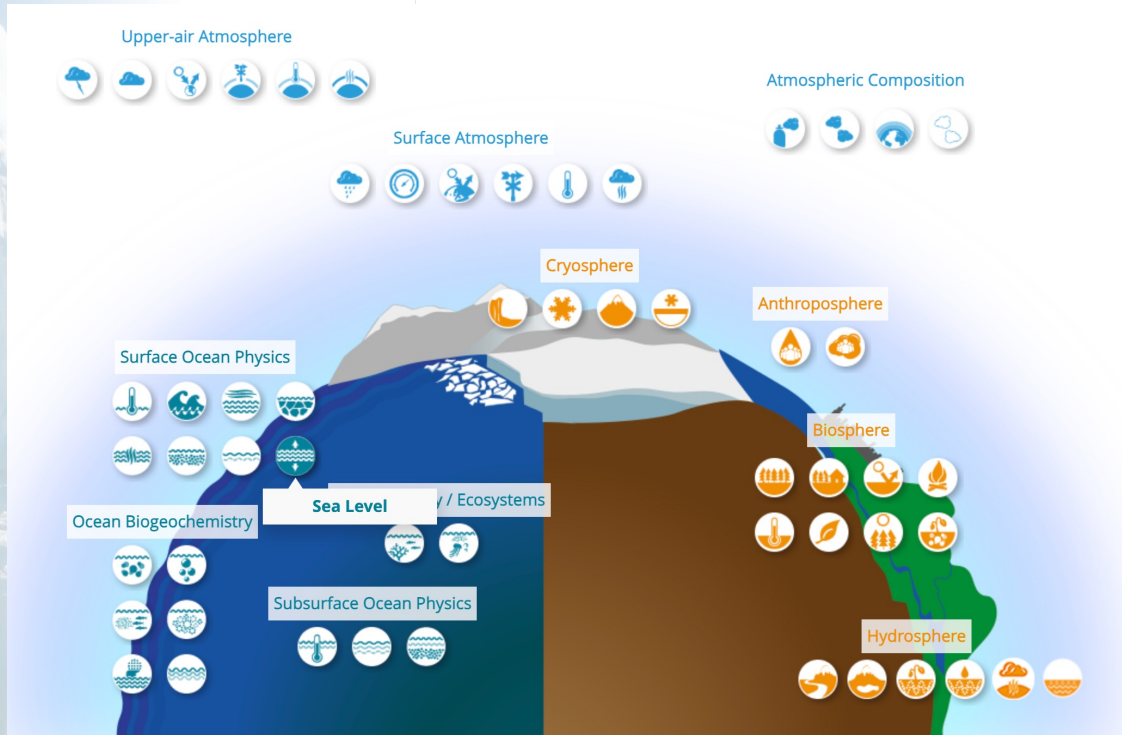 Upper-air Atmosphere
Atmospheric Composition
Surface Atmosphere
Cryosphere
Anthroposphere
Surface Ocean Physics
Biosphere
Sea Level
/ Ecosystems
Ocean Biogeochemistry
Subsurface Ocean Physics
Hydrosphere